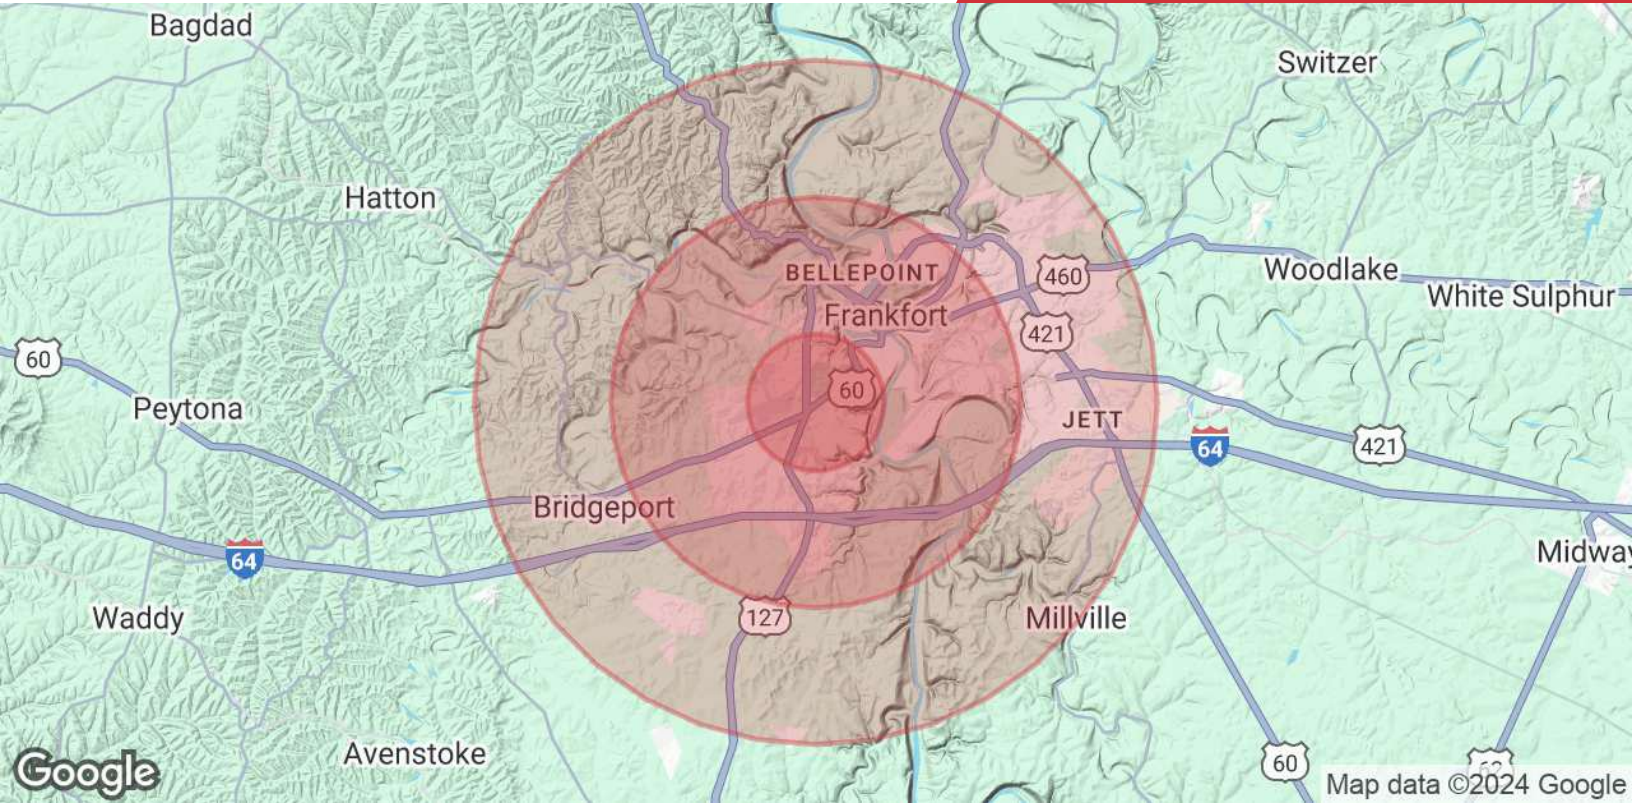 Bagdad
Switzer
Hatton
BELLEPOINT
460
Woodlake
White Sulphur
Frankfort
421
60
60
Peytona
JETT
421
64
Bridgeport
64
Midway
Waddy
127
Millville
Avenstoke
Google
60
62
Map data ©2024 Google